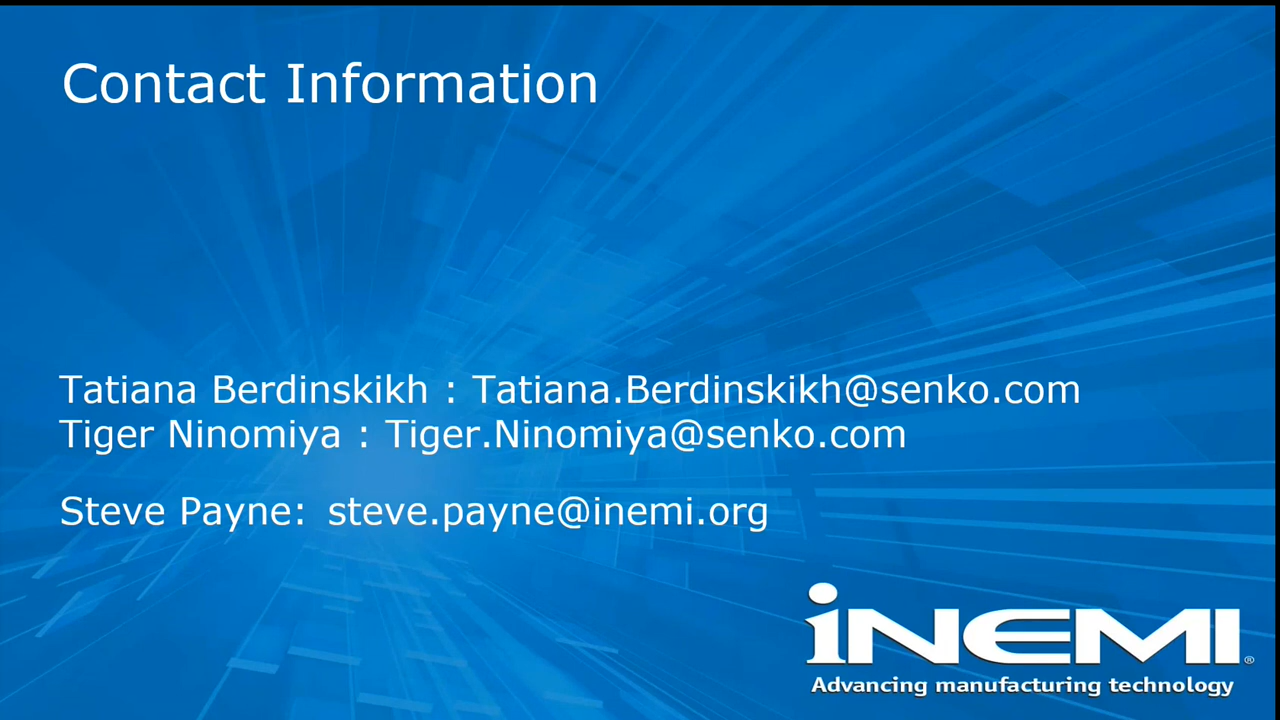 Contact Information
Tatiana Berdinskikh : Tatiana.Berdinskikh@senko.com
Tiger Ninomiya : Tiger.Ninomiya@senko.com
Steve Payne: steve.payne@inemi.org
iNEMI®
Advancing manufacturing technology